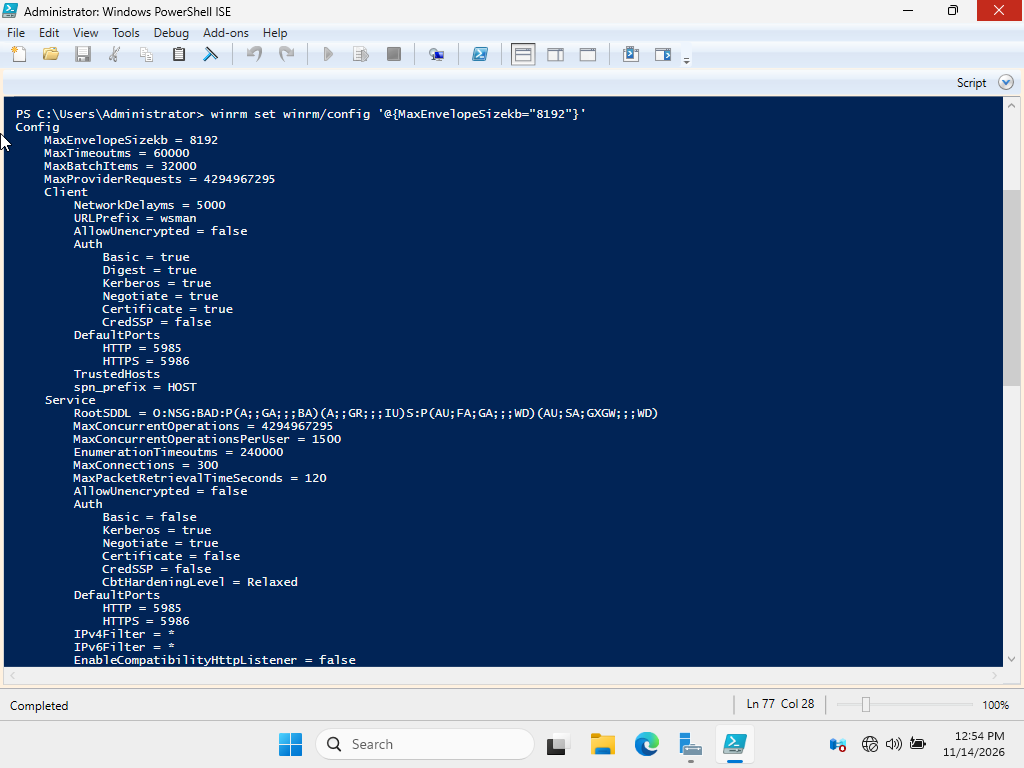 Administrator: Windows PowerShell ISE
File Edit View Tools Debug Add-ons Help
Script
PS C:\Users\Administrator> winrm set winrm/config '@{MaxEnvelopeSizekb="8192"}'
Config
MaxEnvelopeSizekb = 8192
MaxTimeoutms = 60000
MaxBatchItems = 32000
MaxProviderRequests = 4294967295
Client
NetworkDelayms = 5000
URLPrefix = wsman
AllowUnencrypted = false
Auth
Basic = true
Digest = true
Kerberos = true
Negotiate = true
Certificate = true
CredSSP = false
DefaultPorts
HTTP = 5985
HTTPS = 5986
TrustedHosts
spn_prefix = HOST
Service
RootSDDL = O:NSG:BAD:P(A;;GA;;;BA)(A;;GR;;;IU)S:P(AU;FA;GA;;;WD)(AU;SA;GXGW;;;WD)
MaxConcurrentOperations = 4294967295
MaxConcurrentOperationsPerUser = 1500
EnumerationTimeoutms = 240000
MaxConnections = 300
MaxPacketRetrievalTimeSeconds = 120
AllowUnencrypted = false
Auth
Basic = false
Kerberos = true
Negotiate = true
Certificate = false
CredSSP = false
CbtHardeningLevel = Relaxed
DefaultPorts
HTTP = 5985
HTTPS = 5986
IPv4Filter = *
IPv6Filter = *
EnableCompatibilityHttpListener = false
Completed
Ln 77 Col 28
100%
Search
12:54 PM
11/14/2026